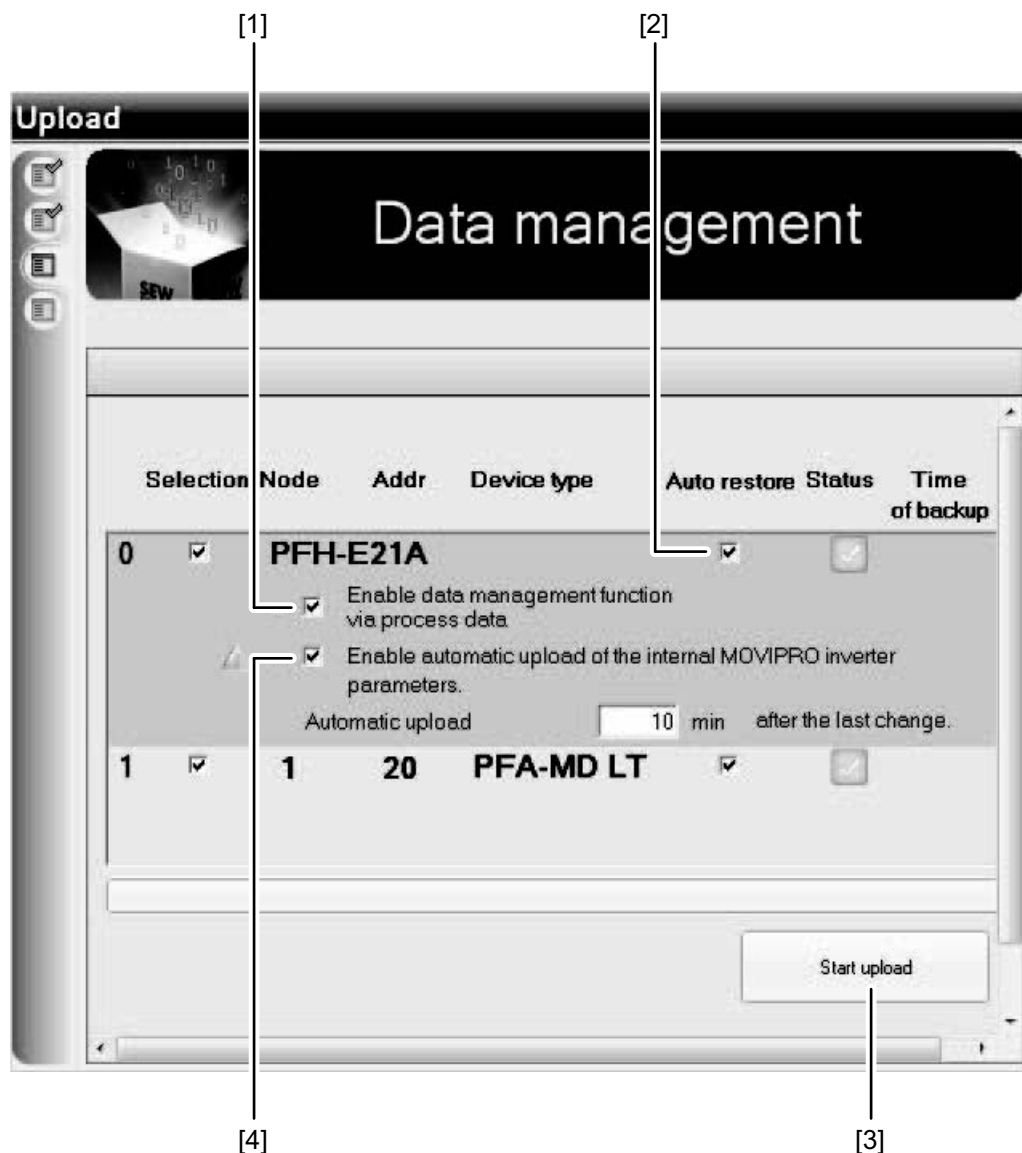 [1] [2]
Upload
Data management
SEW
Selection Node Addr Device type Auto restore Status Time
of backup
0 PFH-E21A
Enable data management function
via process data
Enable automatic upload of the internal MOVIPRO inverter
parameters.
Automatic upload 10 min after the last change.
1 1 20 PFA-MD LT
Start upload
[4] [3]